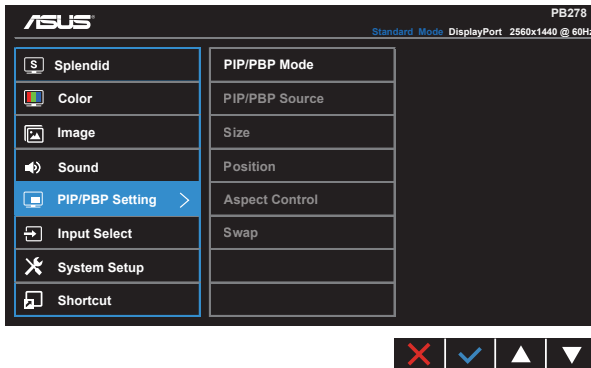 ASUS
PB278
Standard Mode DisplayPort 2560x1440 @ 60Hz
S Splendid
Color
Image
Sound
PIP/PBP Setting
Input Select
System Setup
Shortcut
PIP/PBP Mode
PIP/PBP Source
Size
Position
Aspect Control
Swap